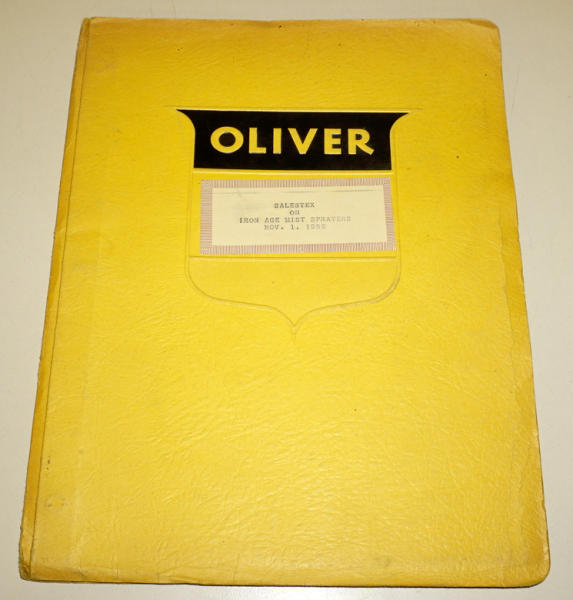 OLIVER
SALESTEX
ON
IRON AGE MIST SPRAYERS
NOV. 1, 1952